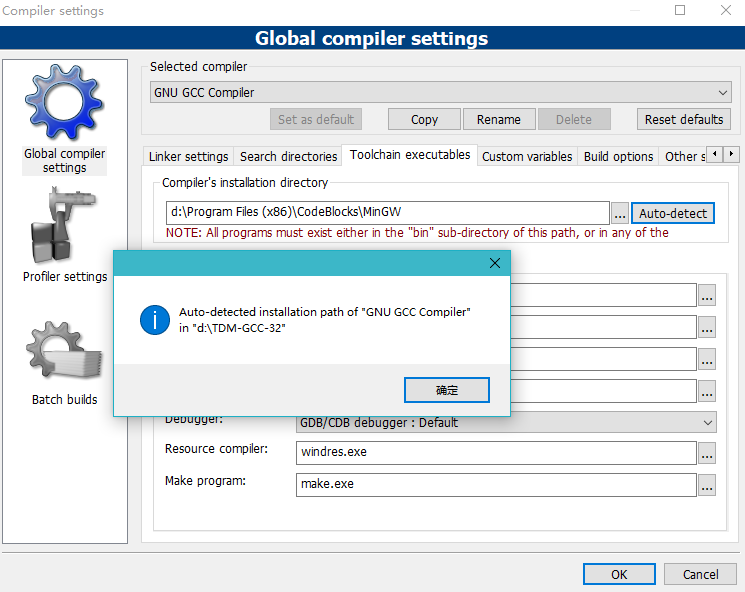 Compiler settings
Global compiler settings
Selected compiler
GNU GCC Compiler
Set as default
Copy
Rename
Delete
Reset defaults
Global compiler
settings
Profiler settings
Batch builds
Linker settings
Search directories
Toolchain executables
Custom variables
Build options
Other s
Compiler's installation directory
d:\Program Files (x86)\CodeBlocks\MinGW
...
Auto-detect
NOTE: All programs must exist either in the "bin" sub-directory of this path, or in any of the
Auto-detected installation path of "GNU GCC Compiler"
in "d:\TDM-GCC-32"
确定
...
...
...
...
Debugger:
GDB/CDB debugger : Default
Resource compiler:
windres.exe
...
Make program:
make.exe
...
OK
Cancel